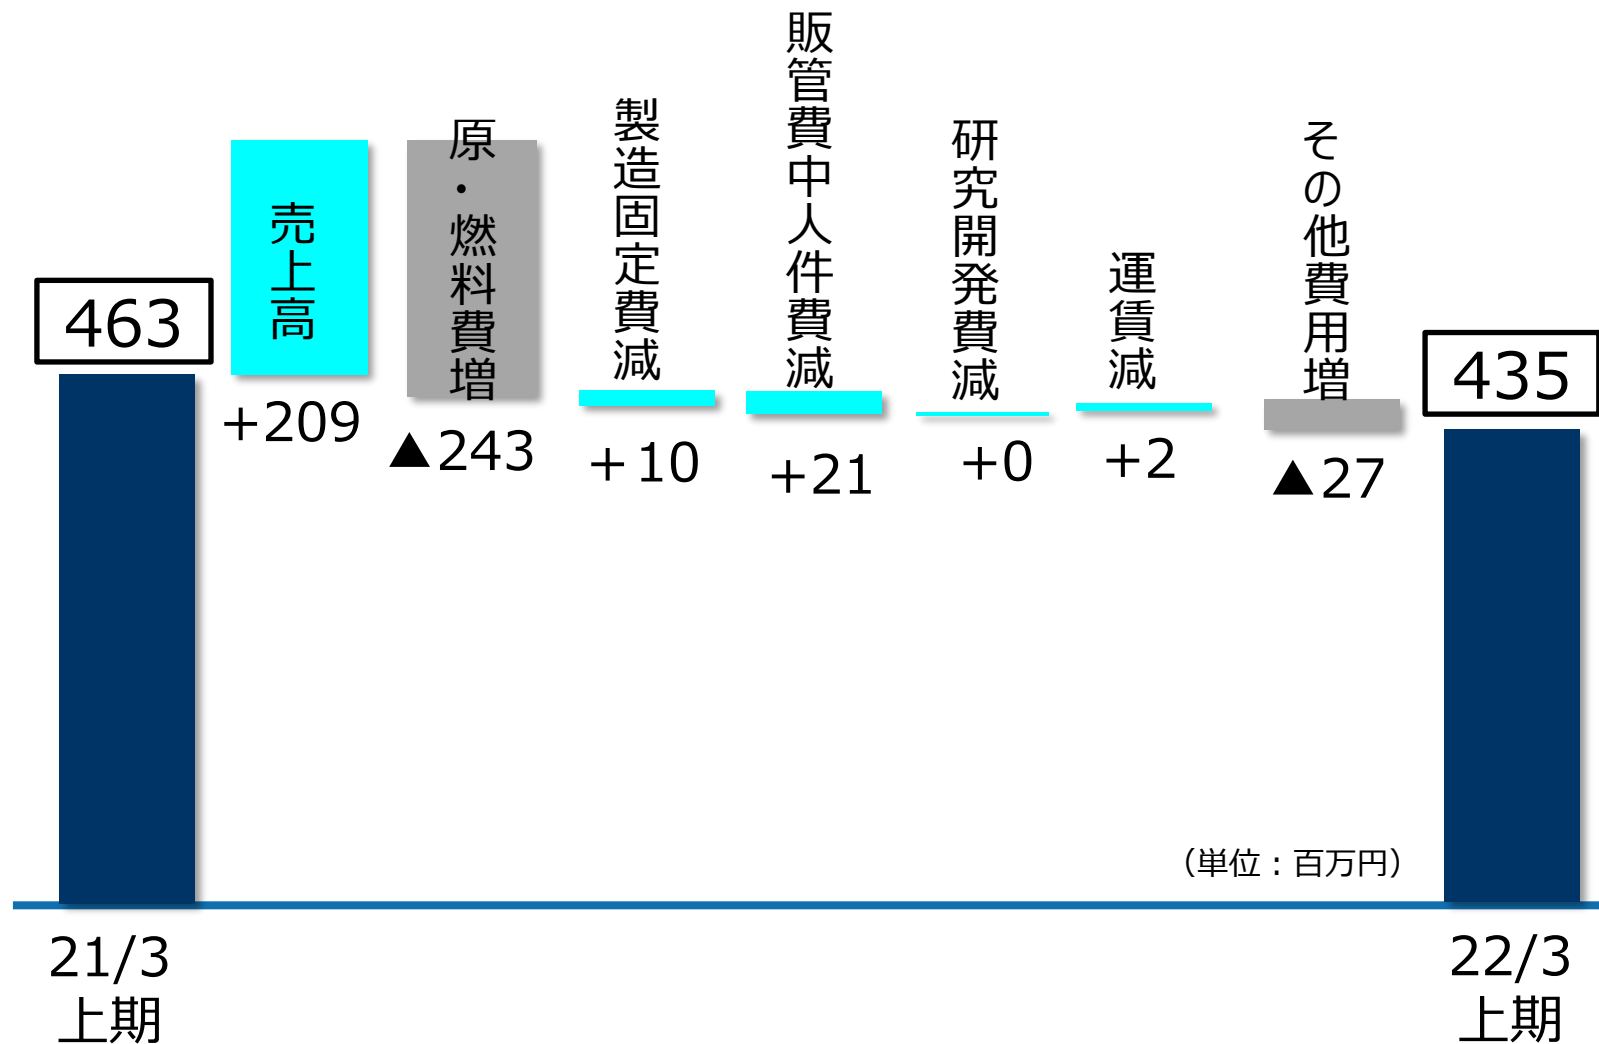 463
売上高
+209
原・燃料費増
▲243
製造固定費減
+10
販管費中人件費減
+21
研究開発費減
+0
運賃減
+2
その他費用増
▲27
435
（単位：百万円）
21/3
上期
22/3
上期